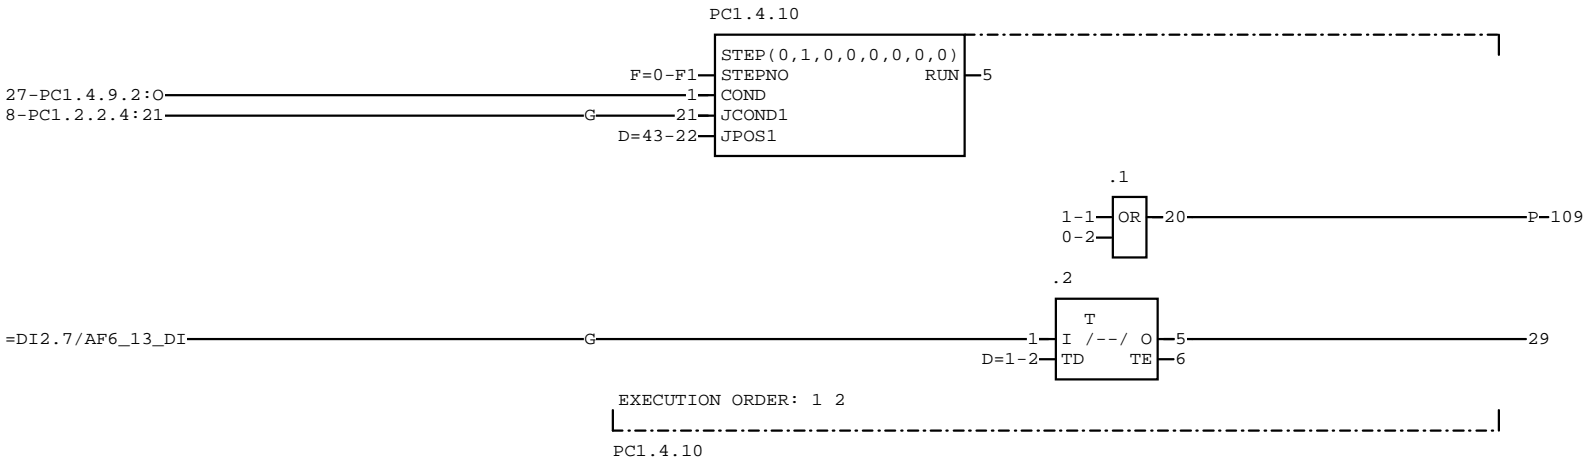 PC1.4.10
STEP(0,1,0,0,0,0,0,0)
F=0-F1 STEPNO RUN 5
27-PC1.4.9.2:O 1 COND
8-PC1.2.2.4:21 G 21 JCOND1
D=43-22 JPOS1
.1
1-1 OR 20 P-109
0-2
.2
T
=DI2.7/AF6_13_DI G 1 I /--/ O 5 29
D=1-2 TD TE 6
EXECUTION ORDER: 1 2
PC1.4.10